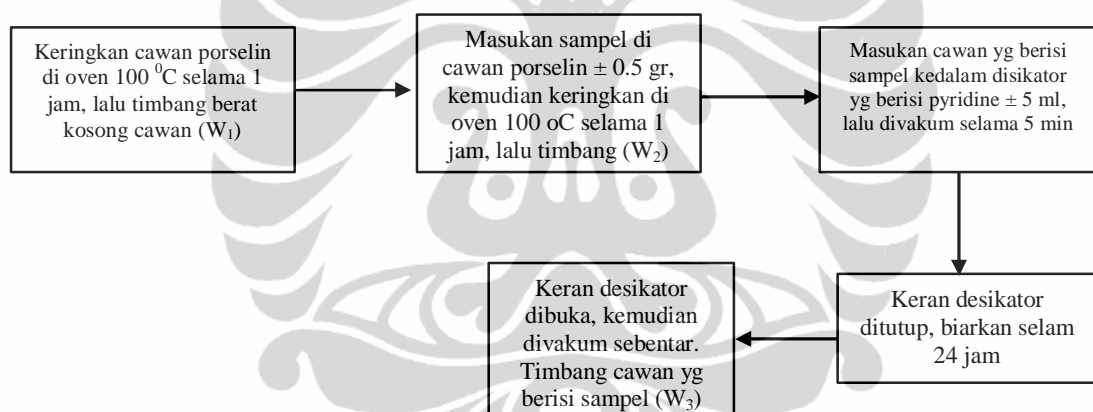 Keringkan cawan porselin
di oven 100 ⁰C selama 1
jam, lalu timbang berat
kosong cawan (W₁)
Masukan sampel di
cawan porselin ± 0.5 gr,
kemudian keringkan di
oven 100 oC selama 1
jam, lalu timbang (W₂)
Masukan cawan yg berisi
sampel kedalam disikator
yg berisi pyridine ± 5 ml,
lalu divakum selama 5 min
Keran desikator
ditutup, biarkan selam
24 jam
Keran desikator
dibuka, kemudian
divakum sebentar.
Timbang cawan yg
berisi sampel (W₃)